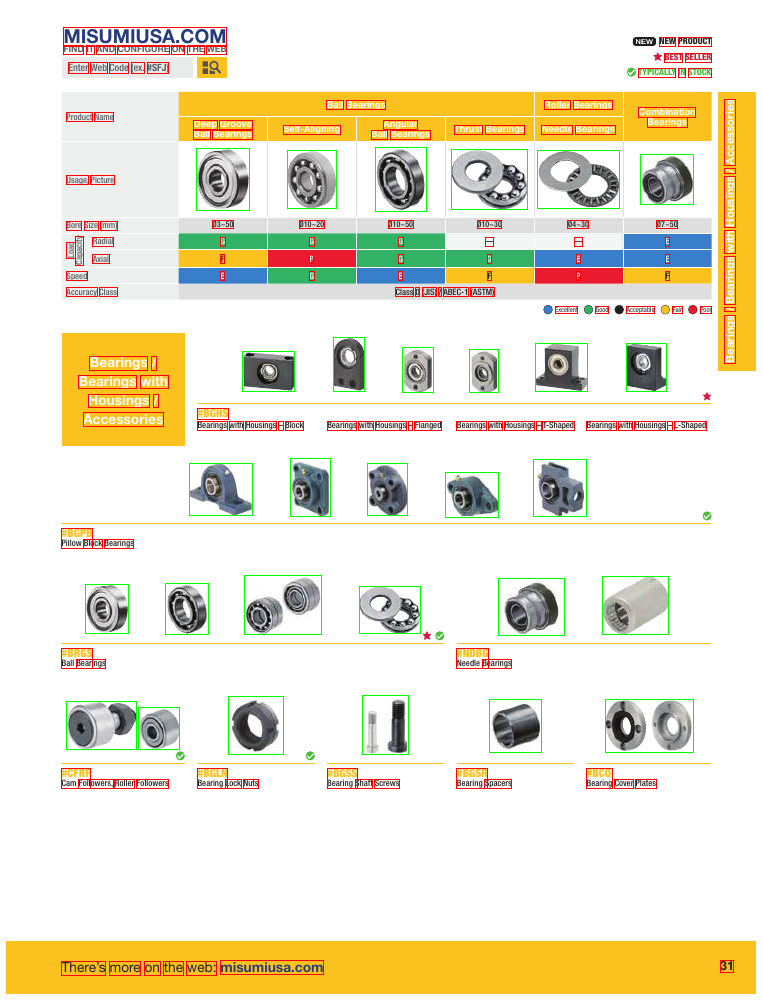 MISUMIUSA.COM
FIND IT AND CONFIGURE ON THE WEB
Enter Web Code (ex. #SFJ)
NEW NEW PRODUCT
BEST SELLER
TYPICALLY IN STOCK
Product Name
Ball Bearings
Roller Bearings
Combination Bearings
Deep Groove Ball Bearings
Self-Aligning
Angular Ball Bearings
Thrust Bearings
Needle Bearings
Usage, Picture
Bore Size (mm) Ø3~50 Ø10~20 Ø10~50 Ø10~30 Ø4~30 Ø7~50
Load Capacity
Radial G G G — — E
Axial F P G G E E
Speed E G E F P F
Accuracy Class Class 0 (JIS) / ABEC-1 (ASTM)
Excellent Good Acceptable Fair Poor
Bearings / Bearings with Housings / Accessories
Bearings /
Bearings with
Housings /
Accessories
#BGHS
Bearings with Housings – Block
Bearings with Housings – Flanged
Bearings with Housings – T-Shaped
Bearings with Housings – L-Shaped
#BGPB
Pillow Block Bearings
#BRGS
Ball Bearings
#NDBG
Needle Bearings
#CFRF
Cam Followers, Roller Followers
#BGLN
Bearing Lock Nuts
#BGSS
Bearing Shaft Screws
#BGSR
Bearing Spacers
#BCO
Bearing Cover Plates
There's more on the web: misumiusa.com
31